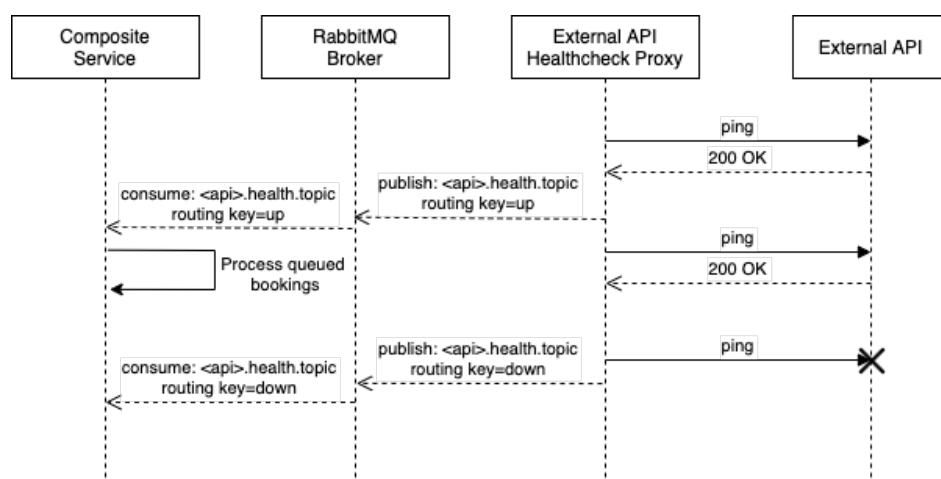 Composite
Service
RabbitMQ
Broker
External API
Healthcheck Proxy
External API
ping
200 OK
publish: <api>.health.topic
routing key=up
consume: <api>.health.topic
routing key=up
ping
Process queued
bookings
200 OK
ping
publish: <api>.health.topic
routing key=down
consume: <api>.health.topic
routing key=down